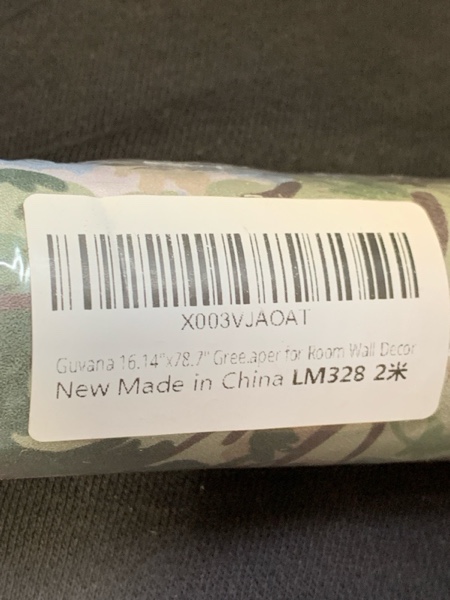 X003VJAOAT
Guvana 16.14"x78.7" Gree.aper for Room Wall Decor
New Made in China LM328 2米